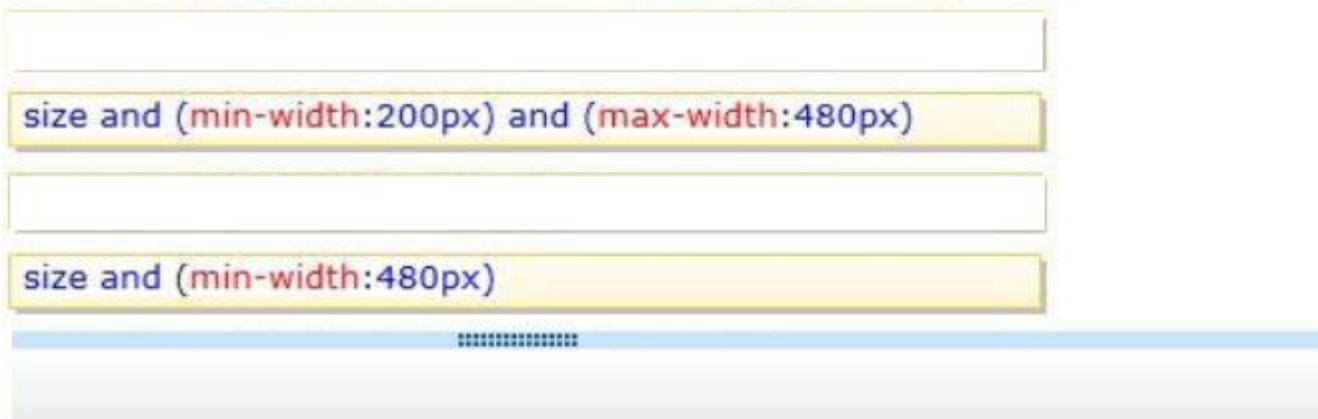 size and (min-width:200px) and (max-width:480px)
size and (min-width:480px)